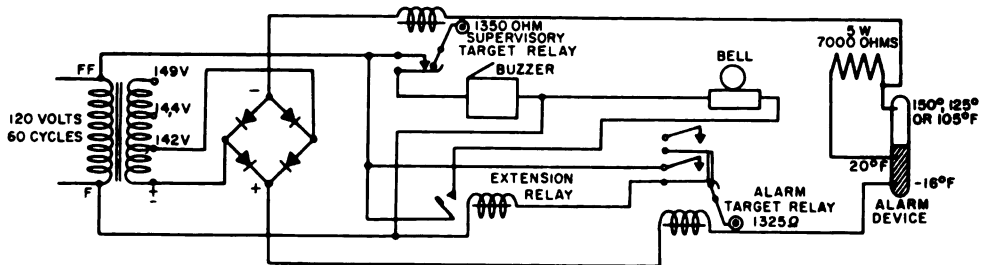 FF
149V
14,4V
142V
120 VOLTS
60 CYCLES
F
+
-
-
+
1350 OHM
SUPERVISORY
TARGET RELAY
BUZZER
BELL
5 W
7000 OHMS
150°, 125°
OR 105°F
20°F
-16°F
ALARM
DEVICE
EXTENSION
RELAY
ALARM
TARGET RELAY
1325Ω